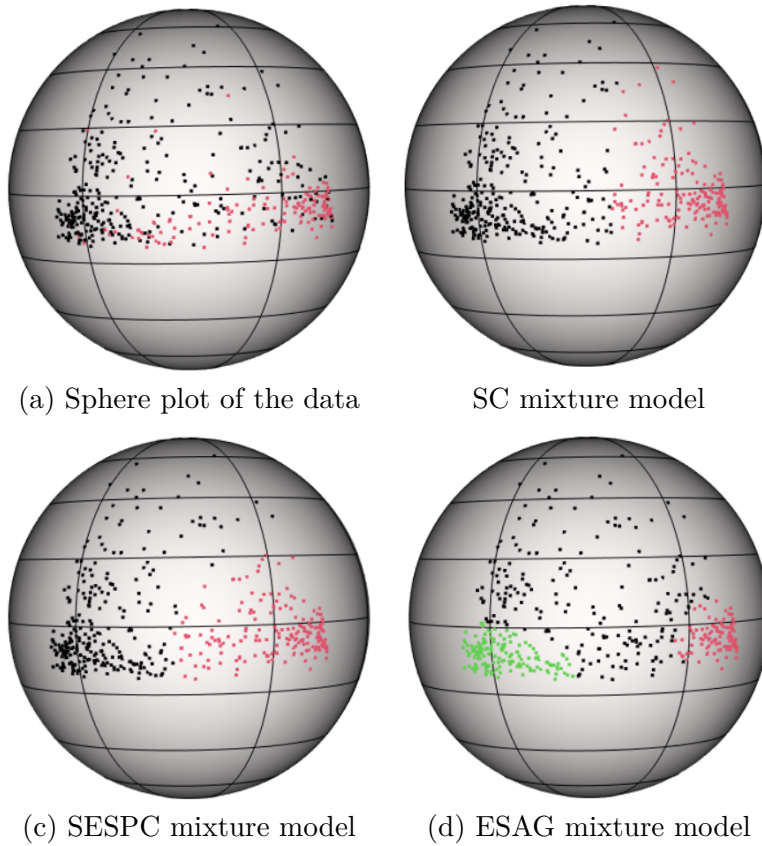 (a) Sphere plot of the data
SC mixture model
(c) SESPC mixture model
(d) ESAG mixture model